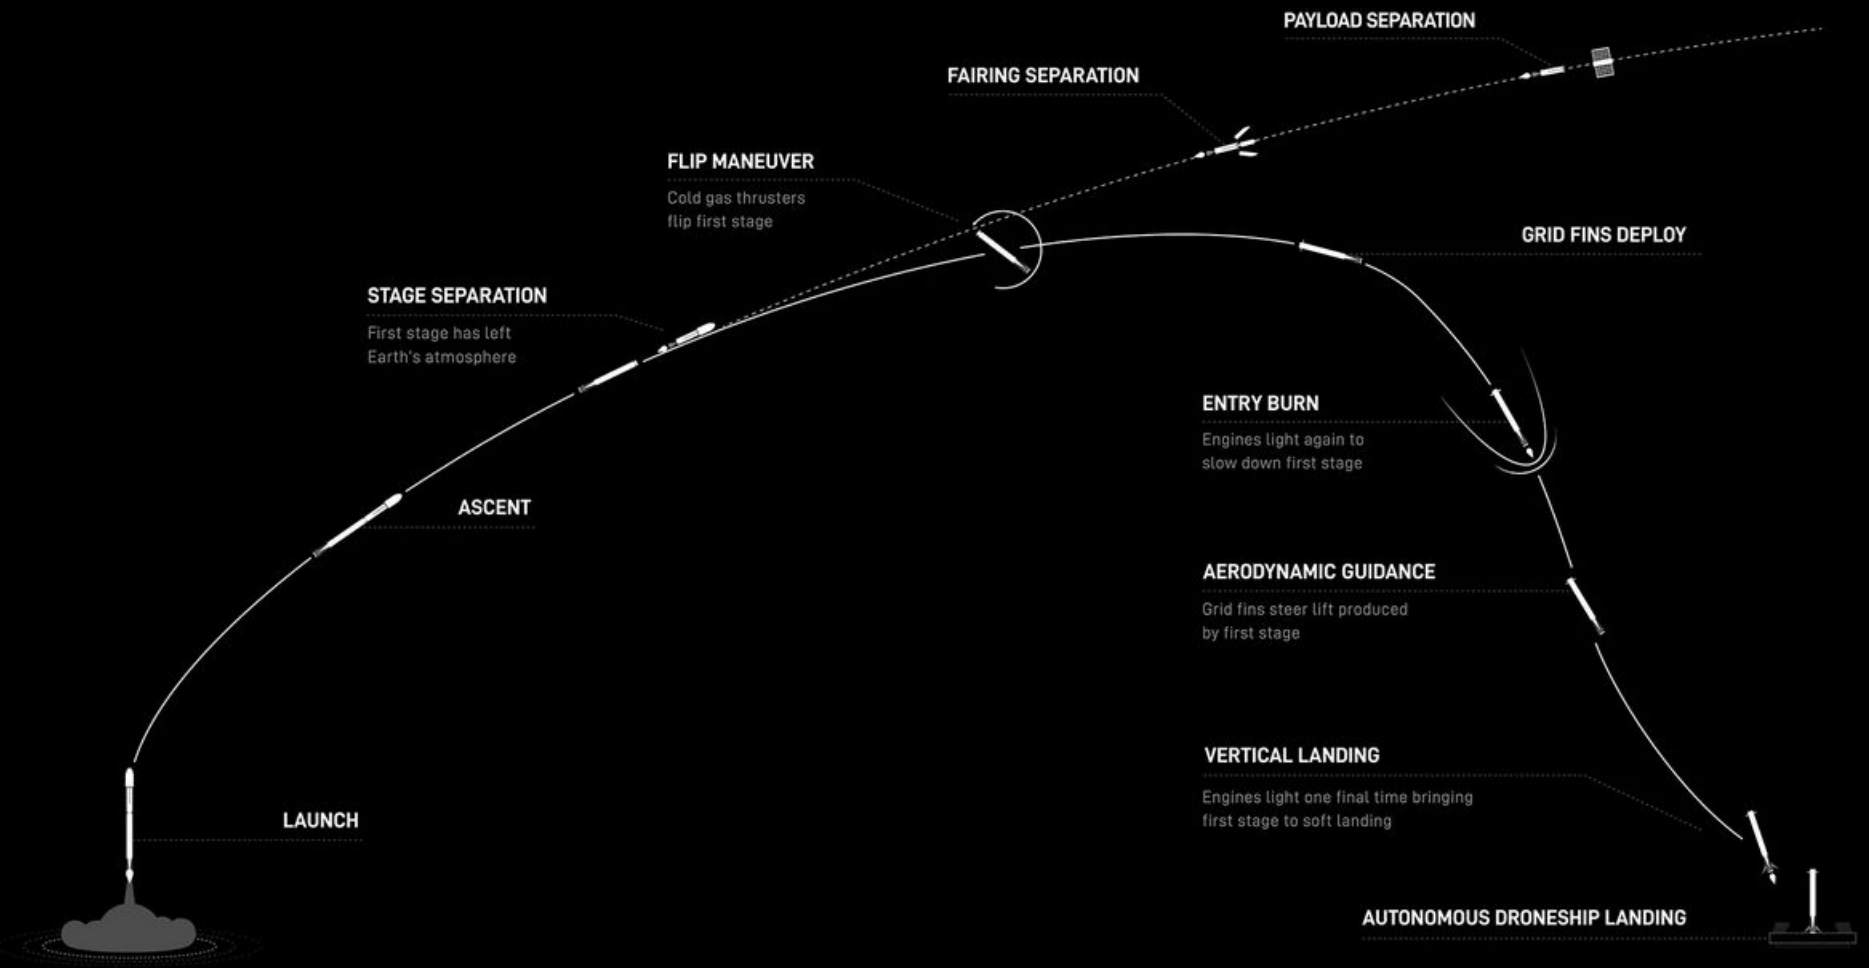 PAYLOAD SEPARATION
FAIRING SEPARATION
FLIP MANEUVER
Cold gas thrusters
flip first stage
GRID FINS DEPLOY
STAGE SEPARATION
First stage has left
Earth's atmosphere
ENTRY BURN
Engines light again to
slow down first stage
ASCENT
AERODYNAMIC GUIDANCE
Grid fins steer lift produced
by first stage
VERTICAL LANDING
Engines light one final time bringing
first stage to soft landing
LAUNCH
AUTONOMOUS DRONESHIP LANDING